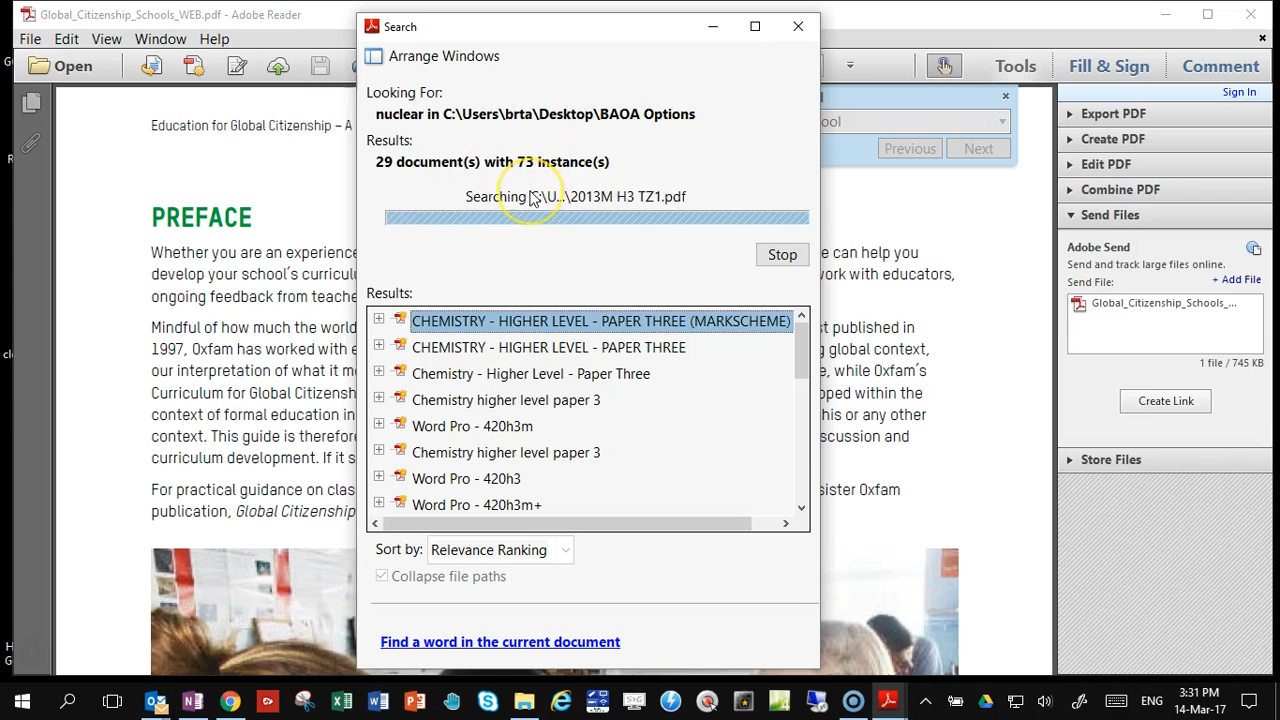 Global_Citizenship_Schools_WEB.pdf - Adobe Reader
File Edit View Window Help
Open
Tools Fill & Sign Comment
Search
Arrange Windows
Looking For:
nuclear in C:\Users\brta\Desktop\BAOA Options
Results:
29 document(s) with 73 instance(s)
Searching C:\U...\2013M H3 TZ1.pdf
Stop
Results:
CHEMISTRY - HIGHER LEVEL - PAPER THREE (MARKSCHEME)
CHEMISTRY - HIGHER LEVEL - PAPER THREE
Chemistry - Higher Level - Paper Three
Chemistry higher level paper 3
Word Pro - 420h3m
Chemistry higher level paper 3
Word Pro - 420h3
Word Pro - 420h3m+
Sort by: Relevance Ranking
Collapse file paths
Find a word in the current document
Education for Global Citizenship – A
PREFACE
Whether you are an experience
develop your school's curricul
ongoing feedback from teache
Mindful of how much the world
1997, Oxfam has worked with e
our interpretation of what it me
Curriculum for Global Citizens
context of formal education in
context. This guide is therefore
curriculum development. If it s
For practical guidance on clas
publication, Global Citizenship
e can help you
work with educators,
st published in
g global context,
e, while Oxfam's
oped within the
his or any other
scussion and
sister Oxfam
ool
Previous Next
Sign In
Export PDF
Create PDF
Edit PDF
Combine PDF
Send Files
Adobe Send
Send and track large files online.
Send File: + Add File
Global_Citizenship_Schools_...
1 file / 745 KB
Create Link
Store Files
ENG
3:31 PM
14-Mar-17